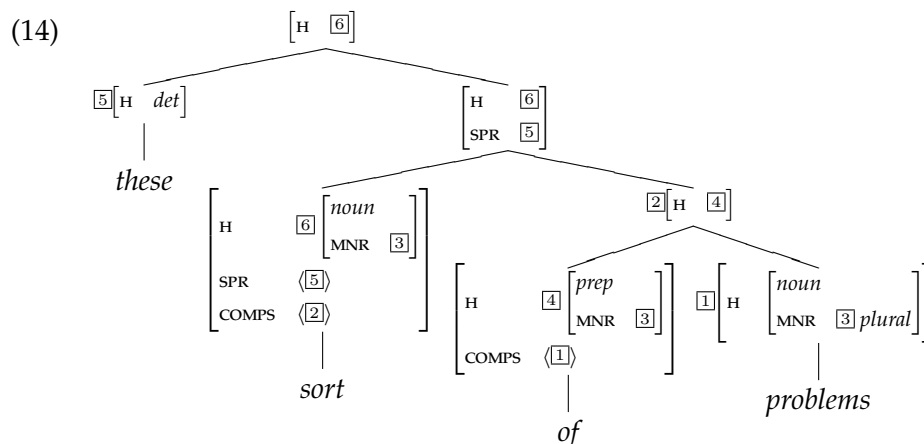 (14) [H 6]
5[H det] [H 6
SPR 5]
these
[H 6[noun
MNR 3]
SPR ⟨5⟩
COMPS ⟨2⟩]
2[H 4]
[H 4[prep
MNR 3]
COMPS ⟨1⟩]
1[H [noun
MNR 3 plural]]
sort
problems
of